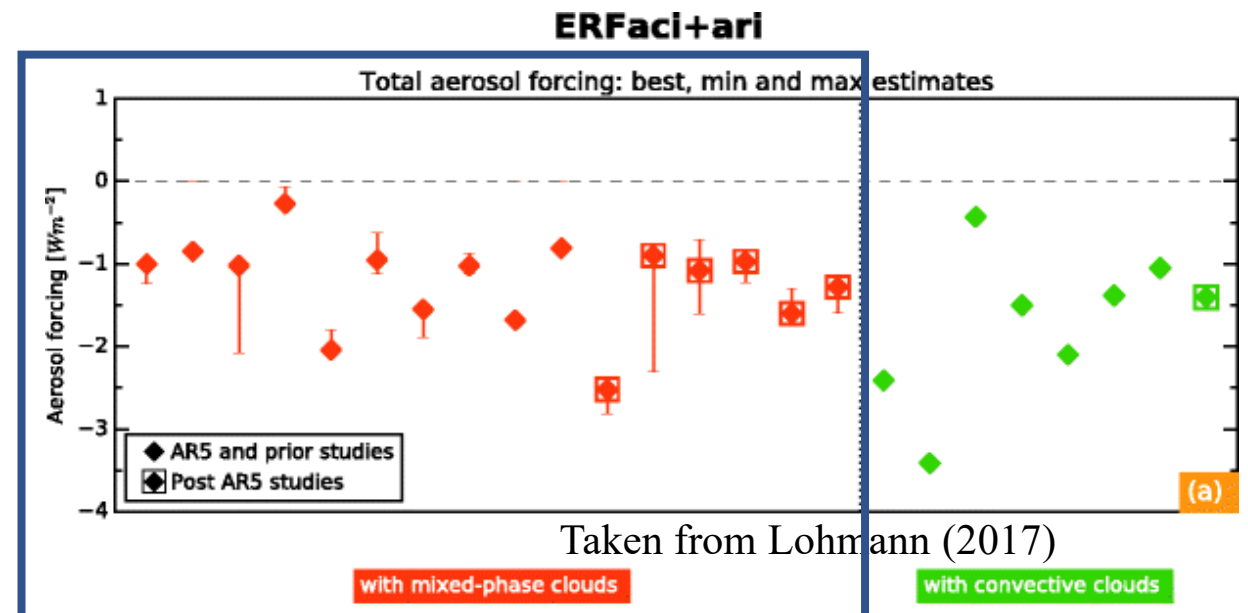 ERFaci+ari
Total aerosol forcing: best, min and max estimates
1
0
−1
−2
−3
−4
Aerosol forcing [Wm⁻²]
AR5 and prior studies
Post AR5 studies
(a)
Taken from Lohmann (2017)
with mixed-phase clouds
with convective clouds